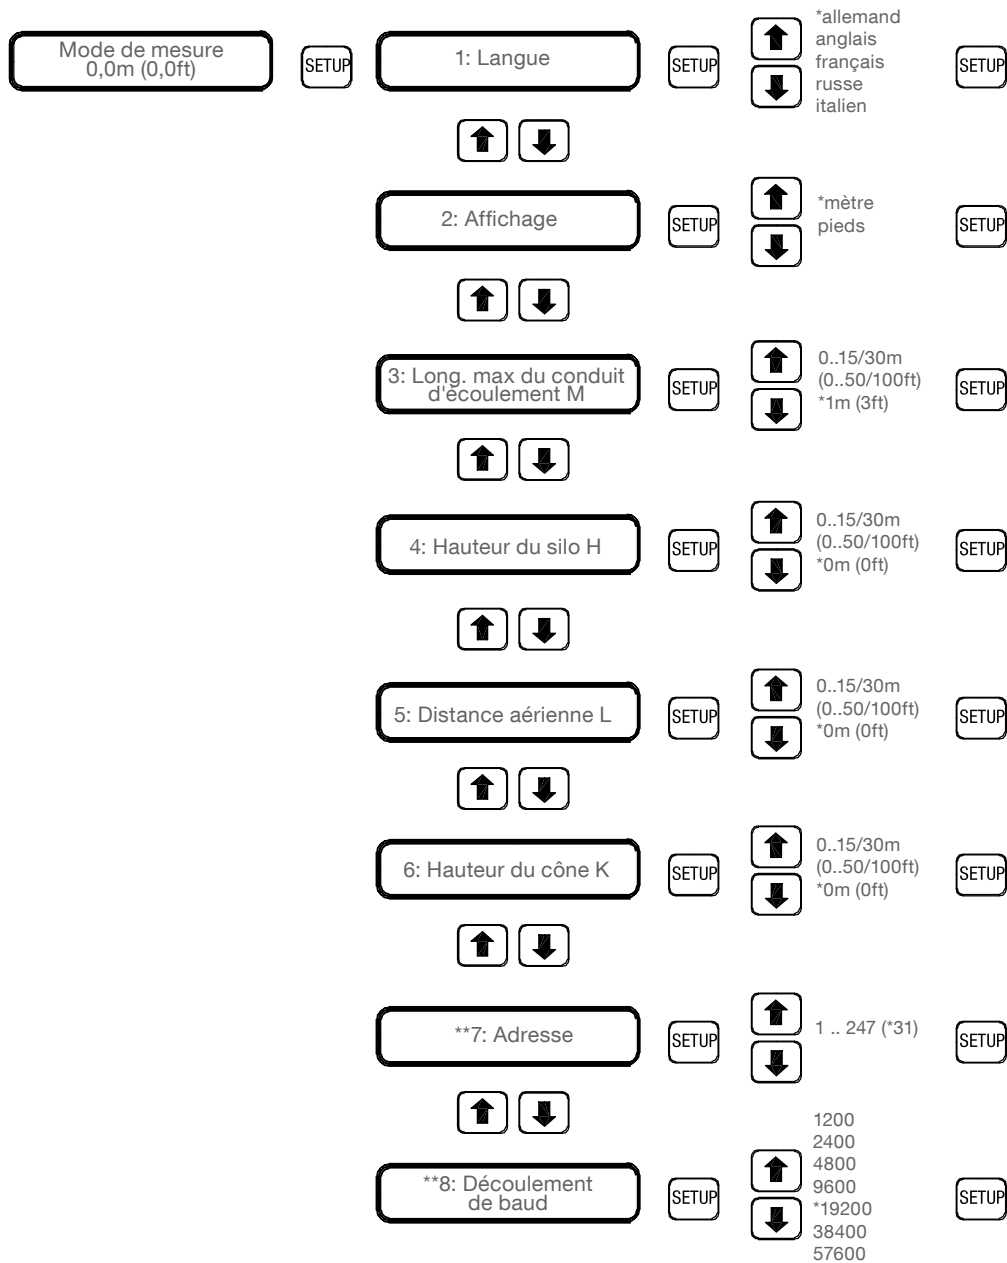 Mode de mesure
0,0m (0,0ft)
SETUP
1: Langue
SETUP
*allemand
anglais
français
russe
italien
SETUP
2: Affichage
SETUP
*mètre
pieds
SETUP
3: Long. max du conduit
d'écoulement M
SETUP
0..15/30m
(0..50/100ft)
*1m (3ft)
SETUP
4: Hauteur du silo H
SETUP
0..15/30m
(0..50/100ft)
*0m (0ft)
SETUP
5: Distance aérienne L
SETUP
0..15/30m
(0..50/100ft)
*0m (0ft)
SETUP
6: Hauteur du cône K
SETUP
0..15/30m
(0..50/100ft)
*0m (0ft)
SETUP
**7: Adresse
SETUP
1 .. 247 (*31)
SETUP
**8: Découlement
de baud
SETUP
1200
2400
4800
9600
*19200
38400
57600
SETUP